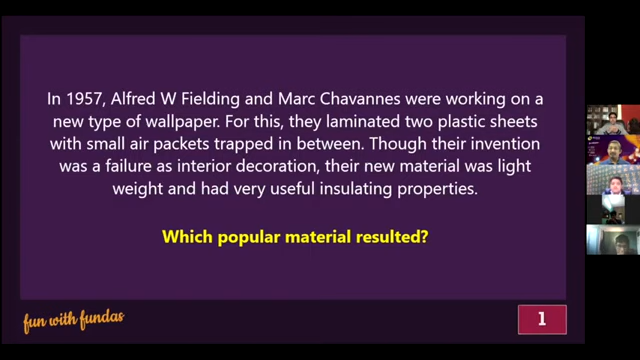 In 1957, Alfred W Fielding and Marc Chavannes were working on a
new type of wallpaper. For this, they laminated two plastic sheets
with small air packets trapped in between. Though their invention
was a failure as interior decoration, their new material was light
weight and had very useful insulating properties.
Which popular material resulted?
fun with fundas
1